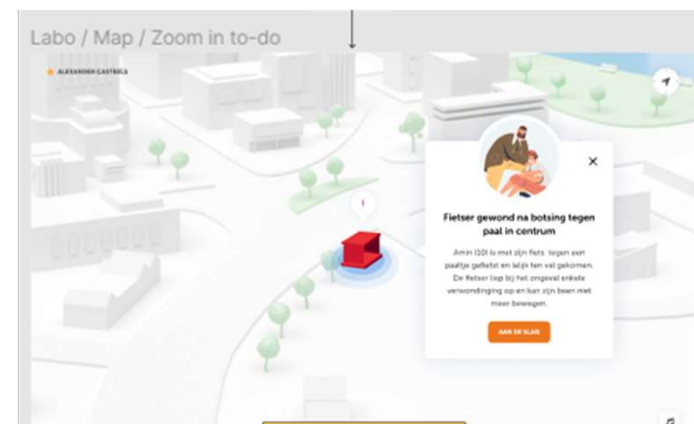 Labo / Map / Zoom in to-do
ALEXANDER CASTEELS
!
Fietser gewond na botsing tegen
paal in centrum
Amin (10) is met zijn fiets tegen een
paaltje gefietst en lelijk ten val gekomen.
De fietser liep bij het ongeval enkele
verwondinging op en kan zijn been niet
meer bewegen.
AAN DE SLAG